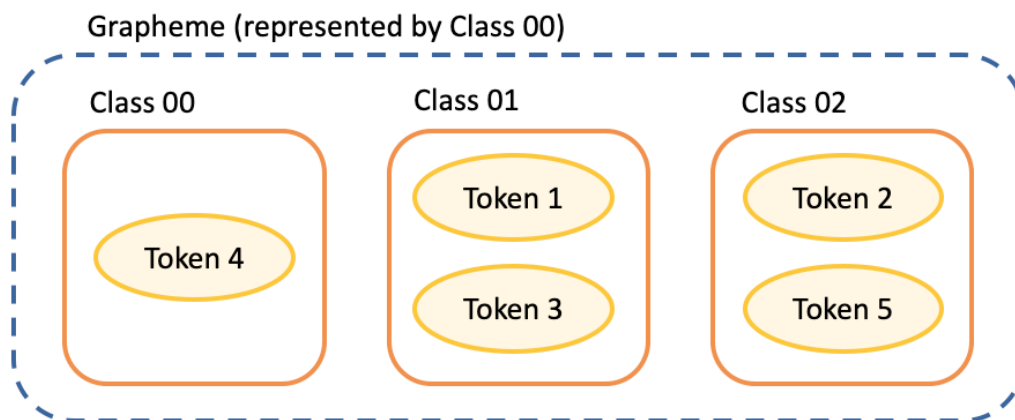 Grapheme (represented by Class 00)
Class 00
Class 01
Class 02
Token 4
Token 1
Token 3
Token 2
Token 5